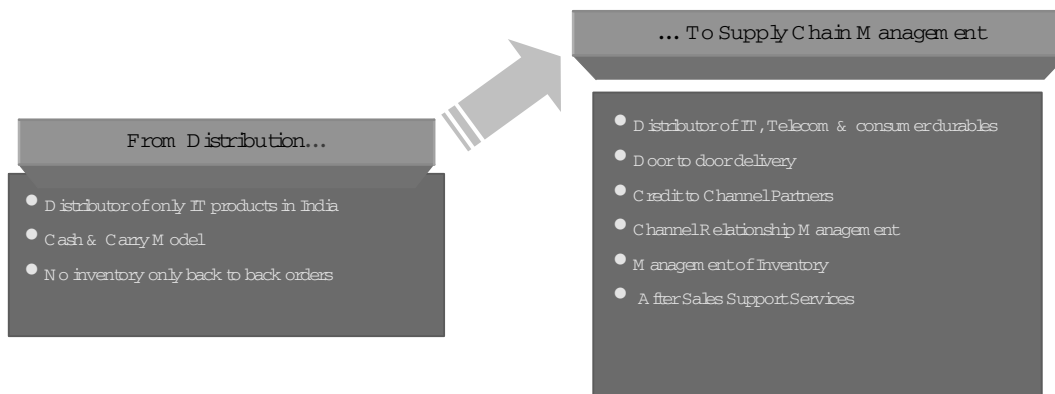 From Distribution...
• Distributor of only IT products in India
• Cash & Carry Model
• No inventory only back to back orders
... To Supply Chain Management
• Distributor of IT, Telecom & consumer durables
• Door to door delivery
• Credit to Channel Partners
• Channel Relationship Management
• Management of Inventory
• After Sales Support Services